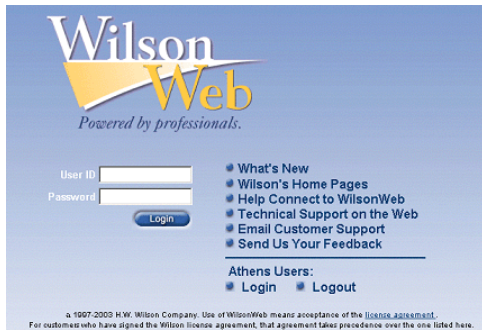 Wilson
Web
Powered by professionals.
User ID
Password
Login
What's New
Wilson's Home Pages
Help Connect to WilsonWeb
Technical Support on the Web
Email Customer Support
Send Us Your Feedback
Athens Users:
Login Logout
a 1997-2003 H.W. Wilson Company. Use of WilsonWeb means acceptance of the license agreement.
For customers who have signed the Wilson license agreement, that agreement takes precedence over the one listed here.